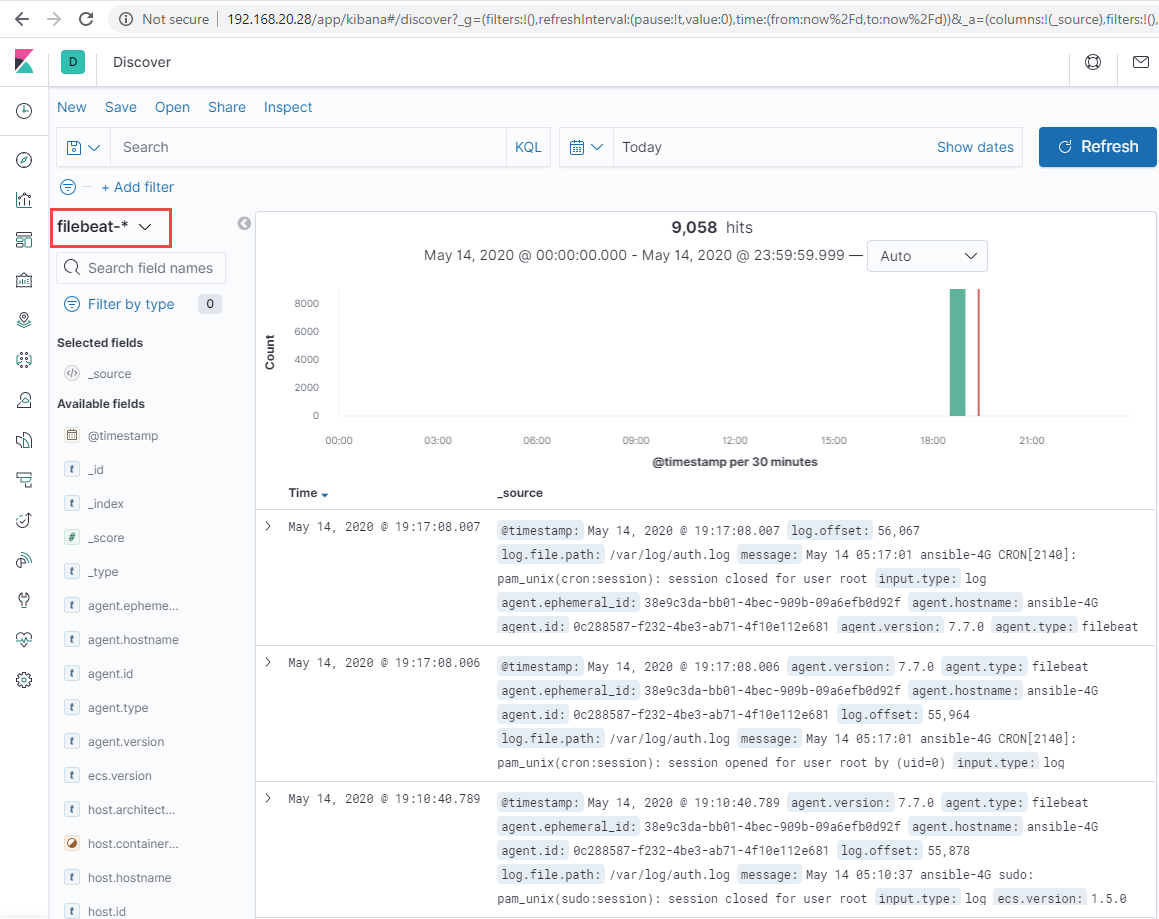 Not secure | 192.168.20.28/app/kibana#/discover?_g=(filters:!(),refreshInterval:(pause:!t,value:0),time:(from:now%2Fd,to:now%2Fd))&_a=(columns:!(_source),filters:!(),
D Discover
New Save Open Share Inspect
Search KQL Today Show dates Refresh
+ Add filter
filebeat-*
9,058 hits
May 14, 2020 @ 00:00:00.000 - May 14, 2020 @ 23:59:59.999 — Auto
Search field names
Filter by type 0
Selected fields
</> _source
Available fields
@timestamp
t _id
t _index
# _score
t _type
t agent.epheme...
t agent.hostname
t agent.id
t agent.type
t agent.version
t ecs.version
t host.architect...
host.container...
t host.hostname
t host.id
Count
8000
6000
4000
2000
0
00:00 03:00 06:00 09:00 12:00 15:00 18:00 21:00
@timestamp per 30 minutes
Time _source
May 14, 2020 @ 19:17:08.007 @timestamp: May 14, 2020 @ 19:17:08.007 log.offset: 56,067
log.file.path: /var/log/auth.log message: May 14 05:17:01 ansible-4G CRON[2140]:
pam_unix(cron:session): session closed for user root input.type: log
agent.ephemeral_id: 38e9c3da-bb01-4bec-909b-09a6efb0d92f agent.hostname: ansible-4G
agent.id: 0c288587-f232-4be3-ab71-4f10e112e681 agent.version: 7.7.0 agent.type: filebeat
May 14, 2020 @ 19:17:08.006 @timestamp: May 14, 2020 @ 19:17:08.006 agent.version: 7.7.0 agent.type: filebeat
agent.ephemeral_id: 38e9c3da-bb01-4bec-909b-09a6efb0d92f agent.hostname: ansible-4G
agent.id: 0c288587-f232-4be3-ab71-4f10e112e681 log.offset: 55,964
log.file.path: /var/log/auth.log message: May 14 05:17:01 ansible-4G CRON[2140]:
pam_unix(cron:session): session opened for user root by (uid=0) input.type: log
May 14, 2020 @ 19:10:40.789 @timestamp: May 14, 2020 @ 19:10:40.789 agent.version: 7.7.0 agent.type: filebeat
agent.ephemeral_id: 38e9c3da-bb01-4bec-909b-09a6efb0d92f agent.hostname: ansible-4G
agent.id: 0c288587-f232-4be3-ab71-4f10e112e681 log.offset: 55,878
log.file.path: /var/log/auth.log message: May 14 05:10:37 ansible-4G sudo:
pam_unix(sudo:session): session closed for user root input.type: log ecs.version: 1.5.0